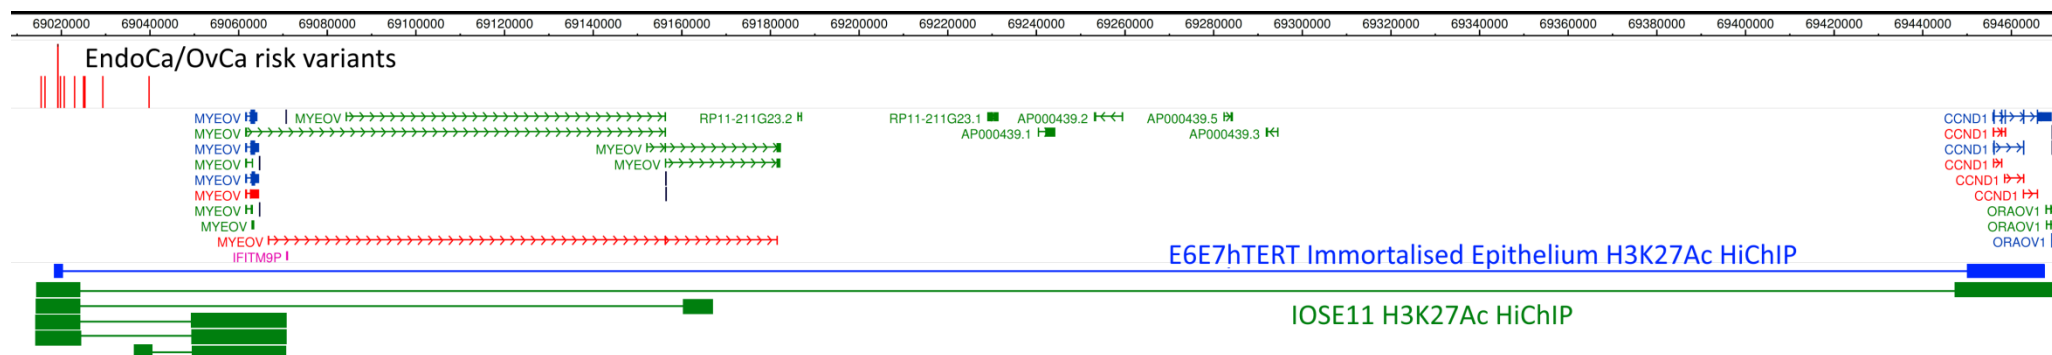 69020000 69040000 69060000 69080000 69100000 69120000 69140000 69160000 69180000 69200000 69220000 69240000 69260000 69280000 69300000 69320000 69340000 69360000 69380000 69400000 69420000 69440000 69460000
EndoCa/OvCa risk variants
MYEOV MYEOV RP11-211G23.2 RP11-211G23.1 AP000439.2 AP000439.5 CCND1
MYEOV AP000439.1 AP000439.3 CCND1
MYEOV MYEOV CCND1
MYEOV MYEOV CCND1
MYEOV CCND1
MYEOV CCND1
MYEOV ORAOV1
MYEOV ORAOV1
MYEOV ORAOV1
IFITM9P
E6E7hTERT Immortalised Epithelium H3K27Ac HiChIP
IOSE11 H3K27Ac HiChIP